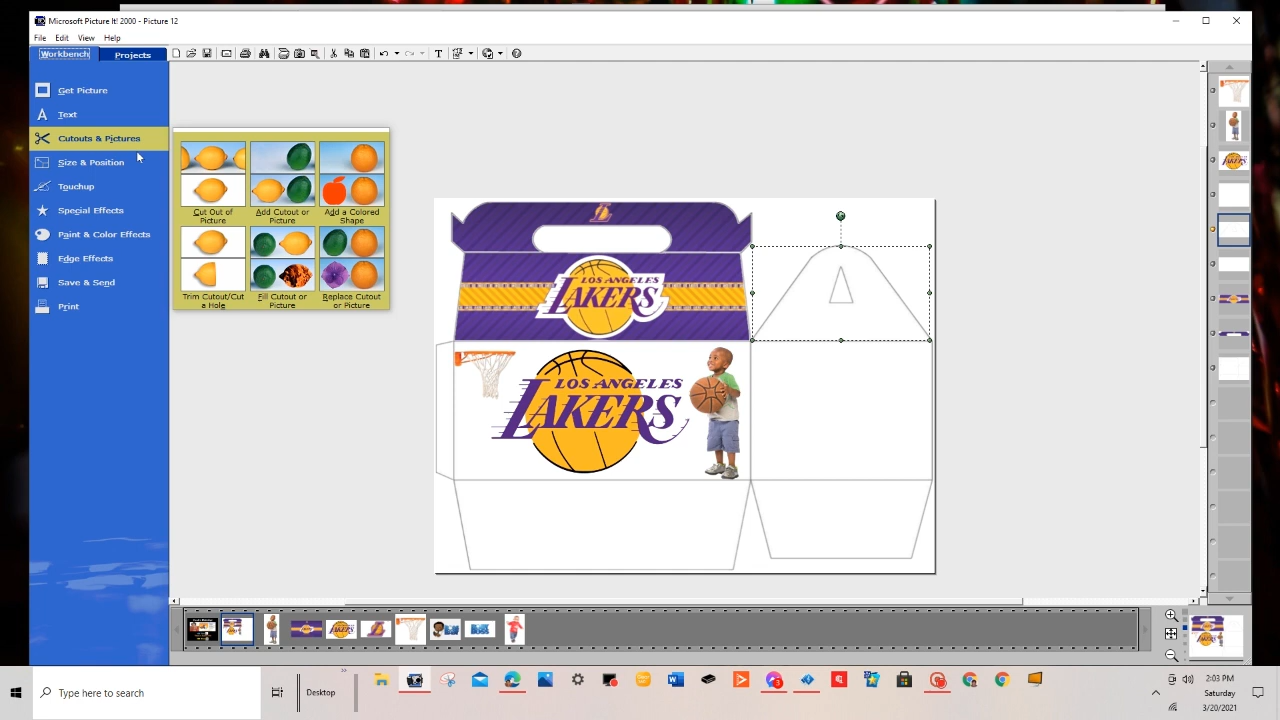 Microsoft Picture It! 2000 - Picture 12
File Edit View Help
Workbench Projects
Get Picture
Text
Cutouts & Pictures
Size & Position
Touchup
Special Effects
Paint & Color Effects
Edge Effects
Save & Send
Print
Cut Out of Picture
Add Cutout or Picture
Add a Colored Shape
Trim Cutout/Cut a Hole
Fill Cutout or Picture
Replace Cutout or Picture
LOS ANGELES
LAKERS
LOS ANGELES
LAKERS
Type here to search
Desktop
2:03 PM
Saturday
3/20/2021